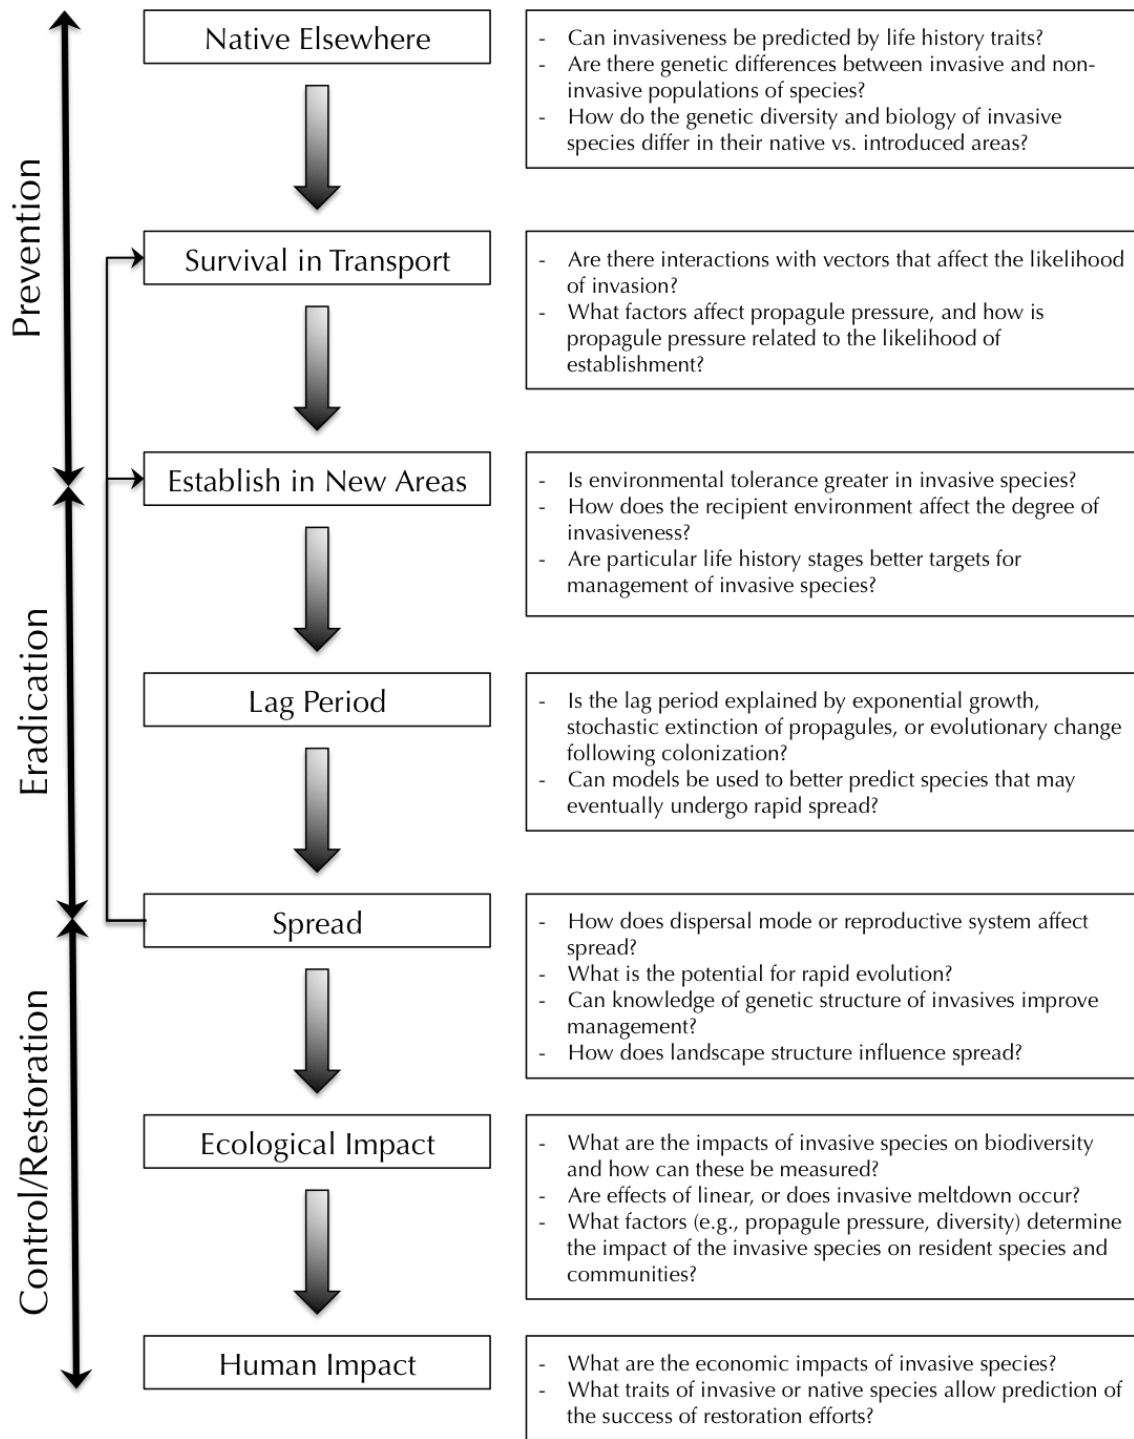 Native Elsewhere
- Can invasiveness be predicted by life history traits?
- Are there genetic differences between invasive and non-
invasive populations of species?
- How do the genetic diversity and biology of invasive
species differ in their native vs. introduced areas?
Prevention
Survival in Transport
- Are there interactions with vectors that affect the likelihood
of invasion?
- What factors affect propagule pressure, and how is
propagule pressure related to the likelihood of
establishment?
Establish in New Areas
- Is environmental tolerance greater in invasive species?
- How does the recipient environment affect the degree of
invasiveness?
- Are particular life history stages better targets for
management of invasive species?
Eradication
Lag Period
- Is the lag period explained by exponential growth,
stochastic extinction of propagules, or evolutionary change
following colonization?
- Can models be used to better predict species that may
eventually undergo rapid spread?
Spread
- How does dispersal mode or reproductive system affect
spread?
- What is the potential for rapid evolution?
- Can knowledge of genetic structure of invasives improve
management?
- How does landscape structure influence spread?
Control/Restoration
Ecological Impact
- What are the impacts of invasive species on biodiversity
and how can these be measured?
- Are effects of linear, or does invasive meltdown occur?
- What factors (e.g., propagule pressure, diversity) determine
the impact of the invasive species on resident species and
communities?
Human Impact
- What are the economic impacts of invasive species?
- What traits of invasive or native species allow prediction of
the success of restoration efforts?